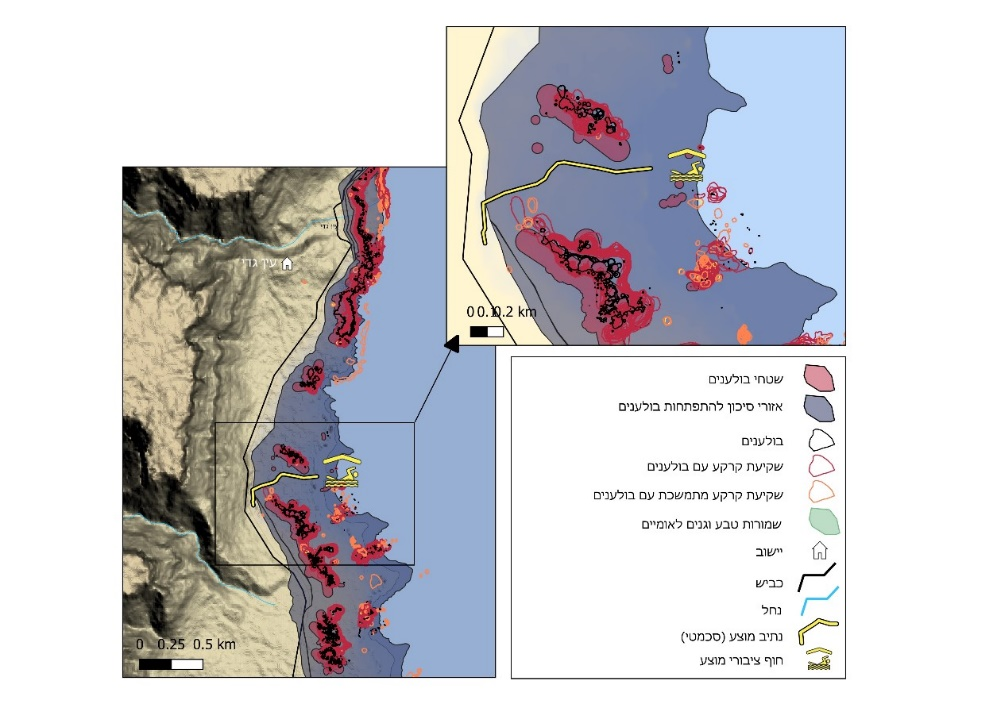 עין גדי
0 0.1 0.2 km
0 0.25 0.5 km
שטחי בולענים
אזורי סיכון להתפתחות בולענים
בולענים
שקיעת קרקע עם בולענים
שקיעת קרקע מתמשכת עם בולענים
שמורות טבע וגנים לאומיים
יישוב
כביש
נחל
נתיב מוצע (סכמטי)
חוף ציבורי מוצע